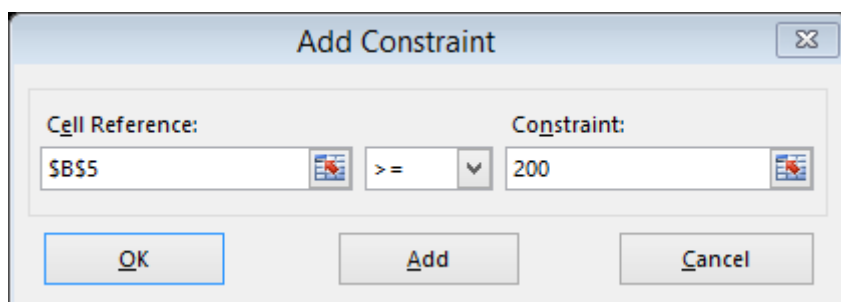 Add Constraint
Cell Reference: Constraint:
$B$5 >= 200
OK Add Cancel